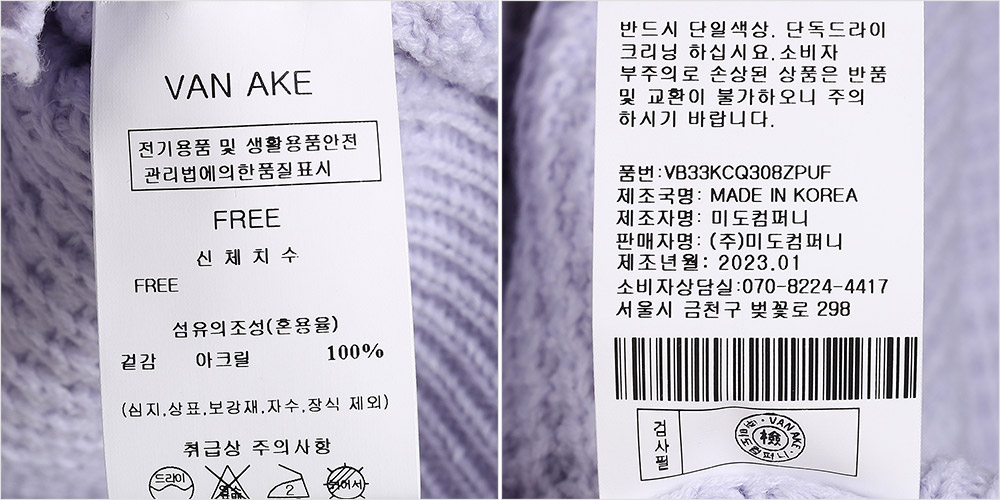 VAN AKE
전기용품 및 생활용품안전
관리법에의한품질표시
FREE
신체치수
FREE
섬유의조성(혼용율)
겉감 아크릴 100%
(심지,상표,보강재,자수,장식 제외)
취급상 주의사항
드라이
2
반드시 단일색상, 단독드라이
크리닝 하십시요.소비자
부주의로 손상된 상품은 반품
및 교환이 불가하오니 주의
하시기 바랍니다.
품번:VB33KCQ308ZPUF
제조국명: MADE IN KOREA
제조자명: 미도컴퍼니
판매자명: (주)미도컴퍼니
제조년월: 2023.01
소비자상담실:070-8224-4417
서울시 금천구 벚꽃로 298
검사필
VAN AKE
檢
미도컴퍼니